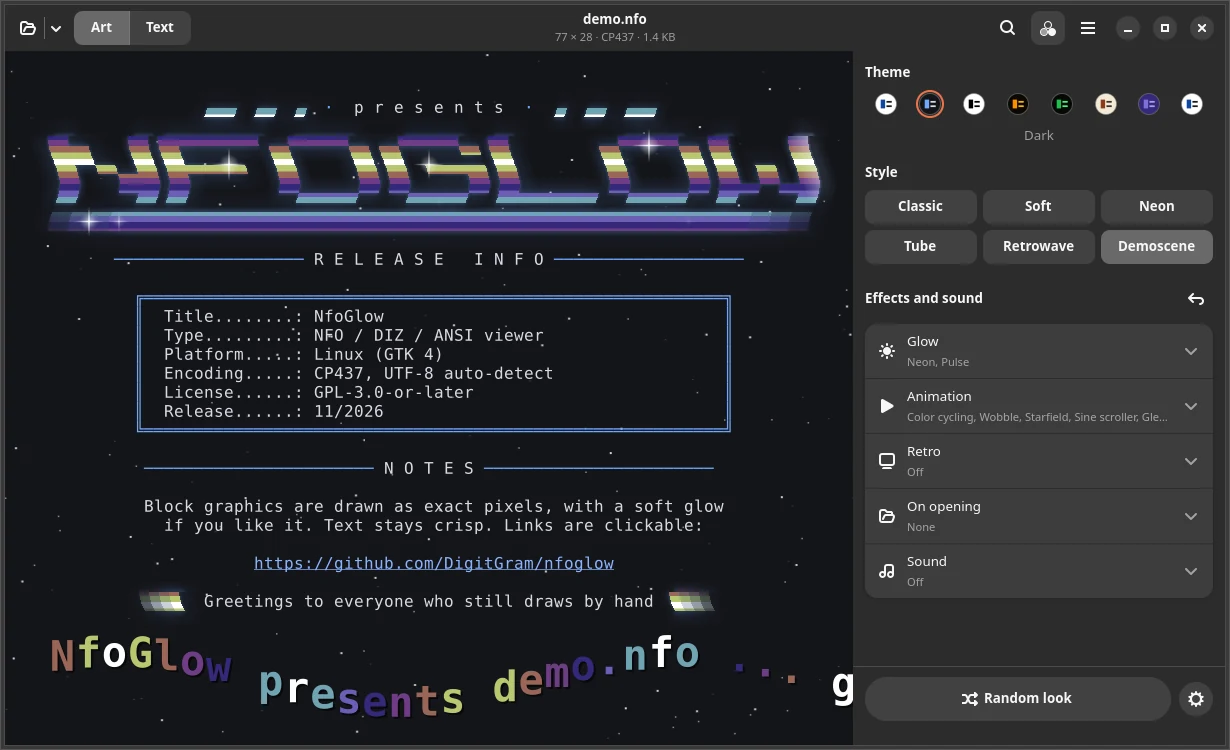 Art Text
demo.nfo
77 × 28 · CP437 · 1.4 KB
· presents ·
NFOGLOW
RELEASE INFO
Title........: NfoGlow
Type.........: NFO / DIZ / ANSI viewer
Platform.....: Linux (GTK 4)
Encoding.....: CP437, UTF-8 auto-detect
License......: GPL-3.0-or-later
Release......: 11/2026
NOTES
Block graphics are drawn as exact pixels, with a soft glow
if you like it. Text stays crisp. Links are clickable:
https://github.com/DigitGram/nfoglow
Greetings to everyone who still draws by hand
NfoGlow presents demo.nfo ... g
Theme
Dark
Style
Classic Soft Neon
Tube Retrowave Demoscene
Effects and sound
Glow
Neon, Pulse
Animation
Color cycling, Wobble, Starfield, Sine scroller, Gle...
Retro
Off
On opening
None
Sound
Off
Random look